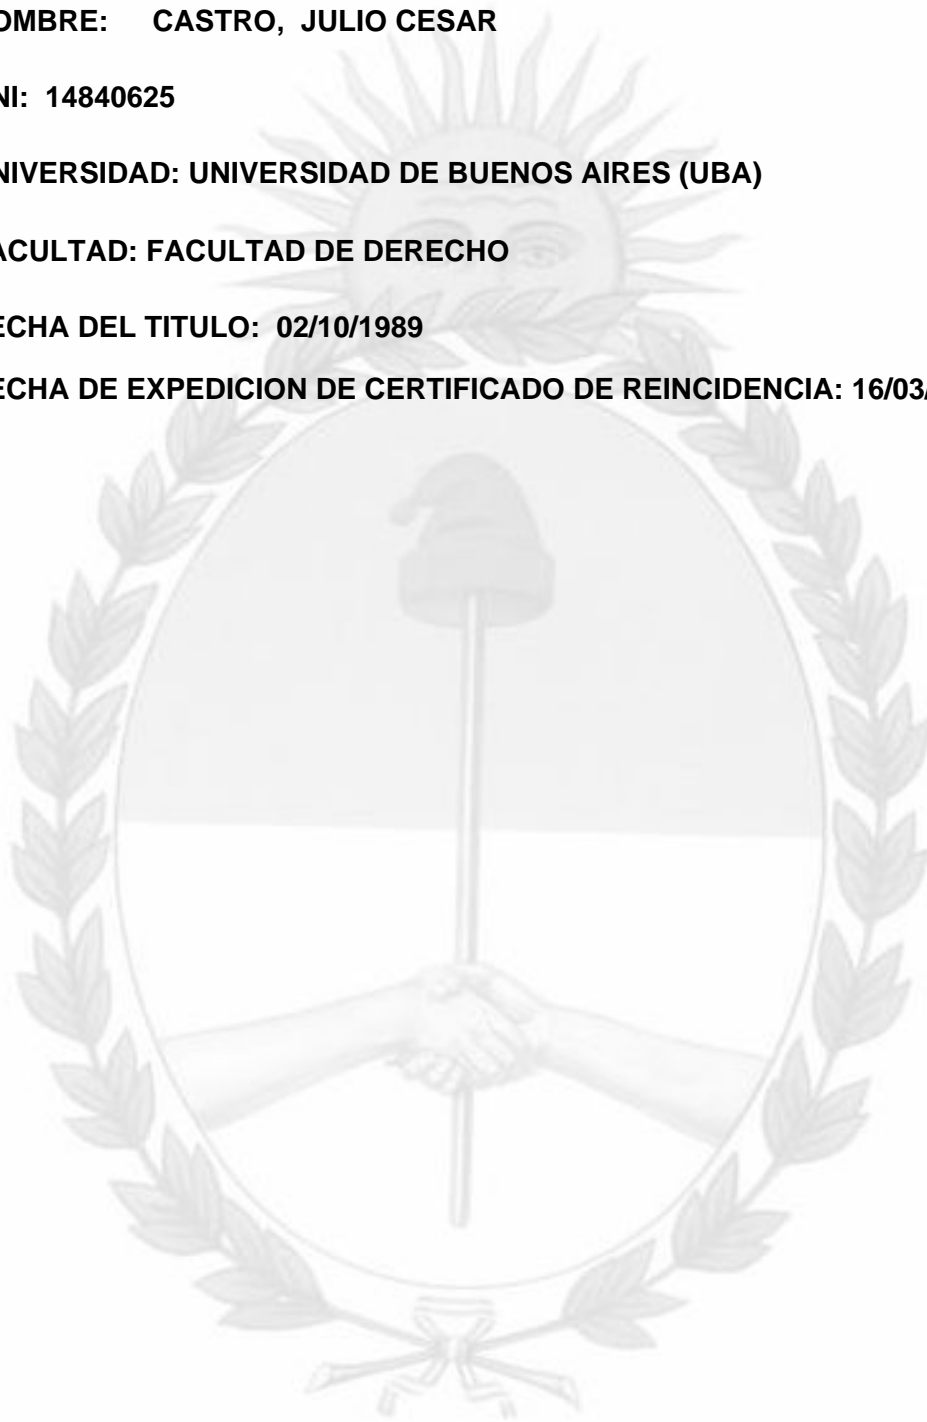 OMBRE: CASTRO, JULIO CESAR
NI: 14840625
NIVERSIDAD: UNIVERSIDAD DE BUENOS AIRES (UBA)
ACULTAD: FACULTAD DE DERECHO
ECHA DEL TITULO: 02/10/1989
ECHA DE EXPEDICION DE CERTIFICADO DE REINCIDENCIA: 16/03/